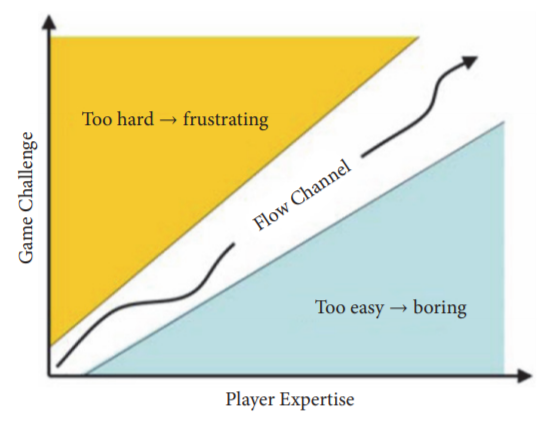 Too hard → frustrating
Game Challenge
Flow Channel
Too easy → boring
Player Expertise